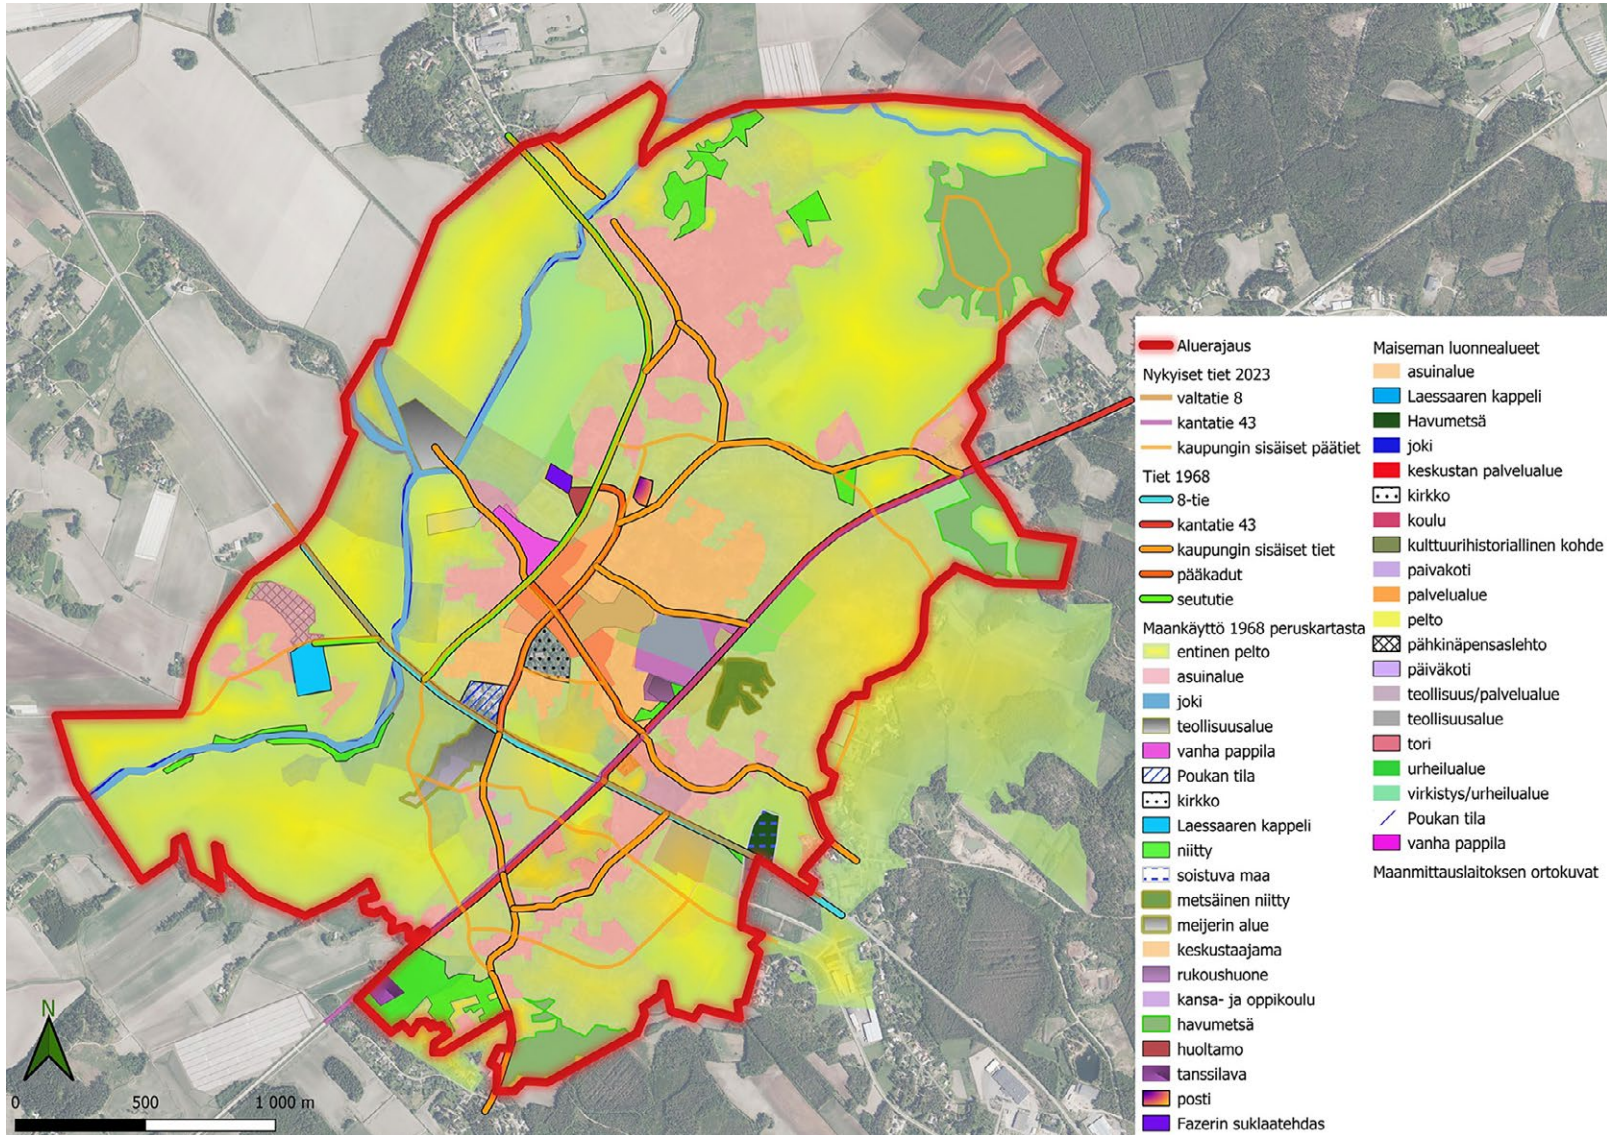 Aluerajaus
Nykyiset tiet 2023
valtatie 8
kantatie 43
kaupungin sisäiset päätiet
Tiet 1968
8-tie
kantatie 43
kaupungin sisäiset tiet
pääkadut
seututie
Maankäyttö 1968 peruskartasta
entinen pelto
asuinalue
joki
teollisuusalue
vanha pappila
Poukan tila
kirkko
Laessaaren kappeli
niitty
soistuva maa
metsäinen niitty
meijerin alue
keskustaajama
rukoushuone
kansa- ja oppikoulu
havumetsä
huoltamo
tanssilava
posti
Fazerin suklaatehdas
Maiseman luonnealueet
asuinalue
Laessaaren kappeli
Havumetsä
joki
keskustan palvelualue
kirkko
koulu
kulttuurihistoriallinen kohde
paivakoti
palvelualue
pelto
pähkinäpensaslehto
päiväkoti
teollisuus/palvelualue
teollisuusalue
tori
urheilualue
virkistys/urheilualue
Poukan tila
vanha pappila
Maanmittauslaitoksen ortokuvat
N
0 500 1 000 m